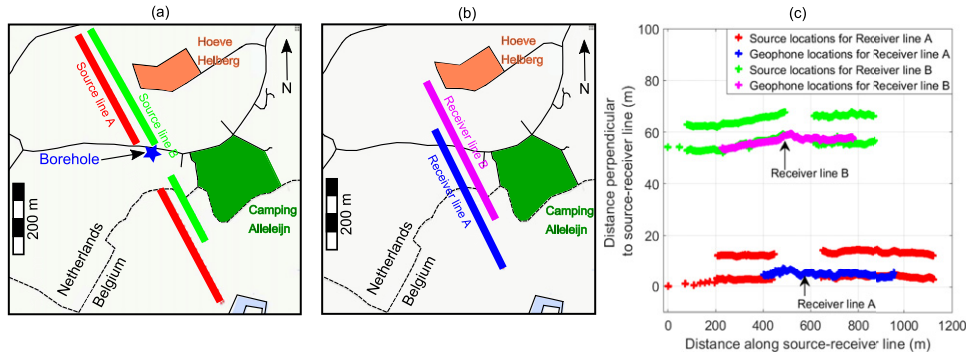 (a)
Hoeve
Helberg
N
Source line A
Source line B
Borehole
200 m
Camping
Alleleijn
Netherlands
Belgium
(b)
Hoeve
Helberg
N
Receiver line B
Receiver line A
200 m
Camping
Alleleijn
Netherlands
Belgium
(c)
Source locations for Receiver line A
Geophone locations for Receiver line A
Source locations for Receiver line B
Geophone locations for Receiver line B
Receiver line B
Receiver line A
100
80
60
40
20
0
0 200 400 600 800 1000 1200
Distance perpendicular
to source-receiver line (m)
Distance along source-receiver line (m)